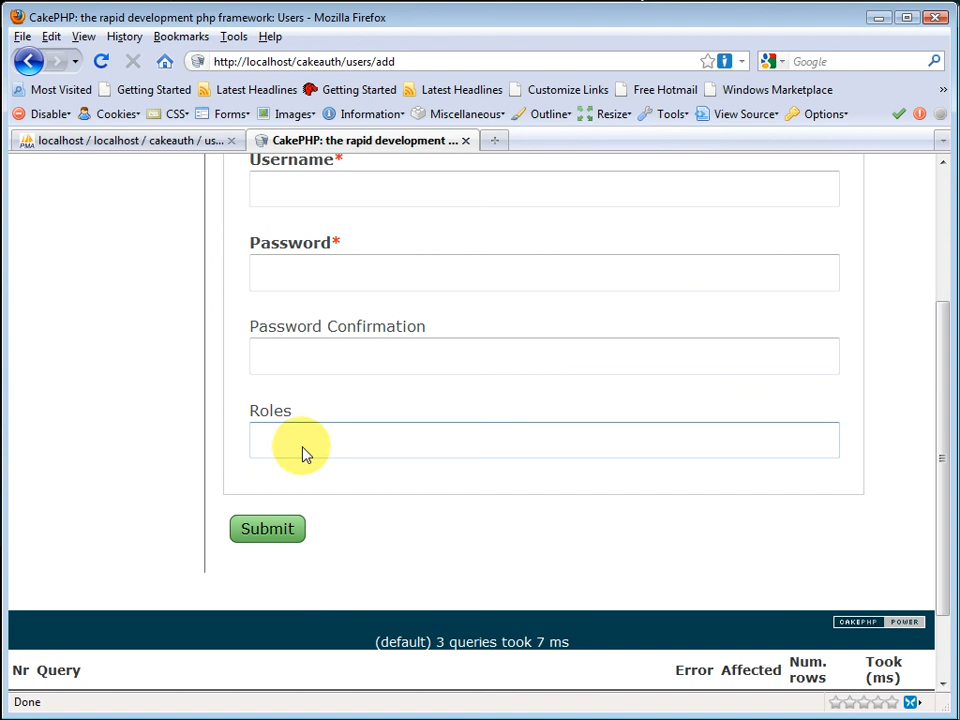 CakePHP: the rapid development php framework: Users - Mozilla Firefox
File Edit View History Bookmarks Tools Help
http://localhost/cakeauth/users/add
Google
Most Visited Getting Started Latest Headlines Getting Started Latest Headlines Customize Links Free Hotmail Windows Marketplace »
Disable Cookies CSS Forms Images Information Miscellaneous Outline Resize Tools View Source Options
PMA localhost / localhost / cakeauth / us... CakePHP: the rapid development ...
Username*
Password*
Password Confirmation
Roles
Submit
CAKEPHP POWER
(default) 3 queries took 7 ms
Nr Query Error Affected Num. rows Took (ms)
Done